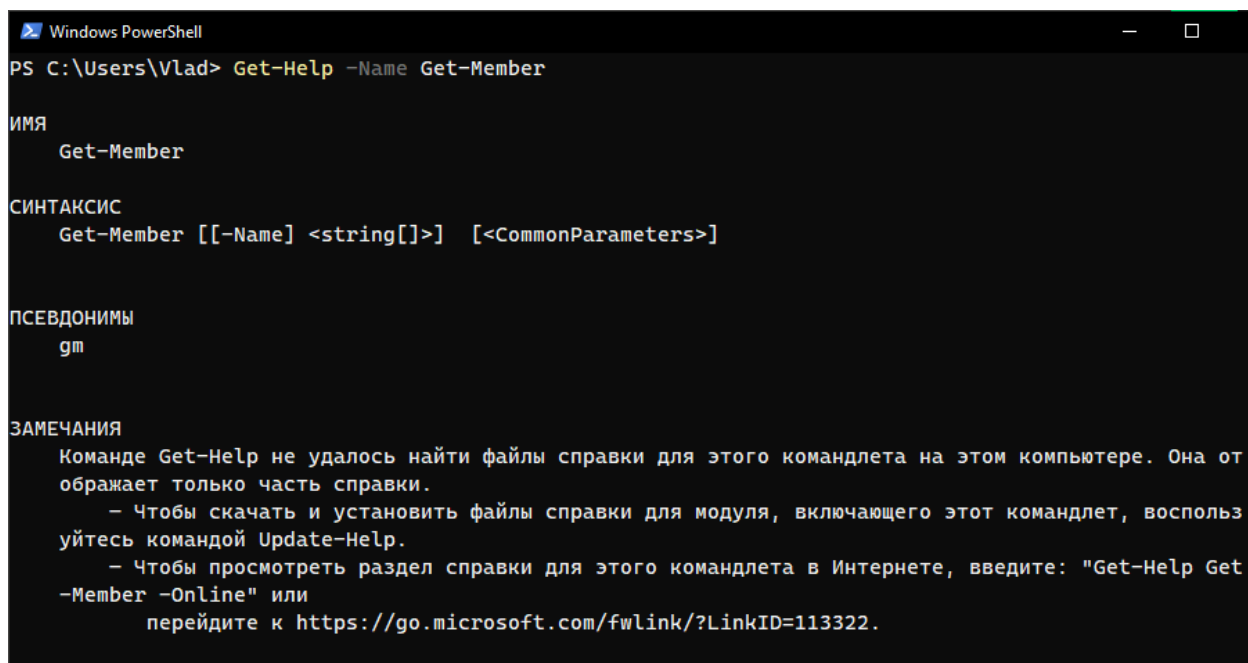 Windows PowerShell
PS C:\Users\Vlad> Get-Help -Name Get-Member
ИМЯ
Get-Member
СИНТАКСИС
Get-Member [[-Name] <string[]>]  [<CommonParameters>]
ПСЕВДОНИМЫ
gm
ЗАМЕЧАНИЯ
Команде Get-Help не удалось найти файлы справки для этого командлета на этом компьютере. Она от
ображает только часть справки.
– Чтобы скачать и установить файлы справки для модуля, включающего этот командлет, воспольз
уйтесь командой Update-Help.
– Чтобы просмотреть раздел справки для этого командлета в Интернете, введите: "Get-Help Get
-Member -Online" или
перейдите к https://go.microsoft.com/fwlink/?LinkID=113322.